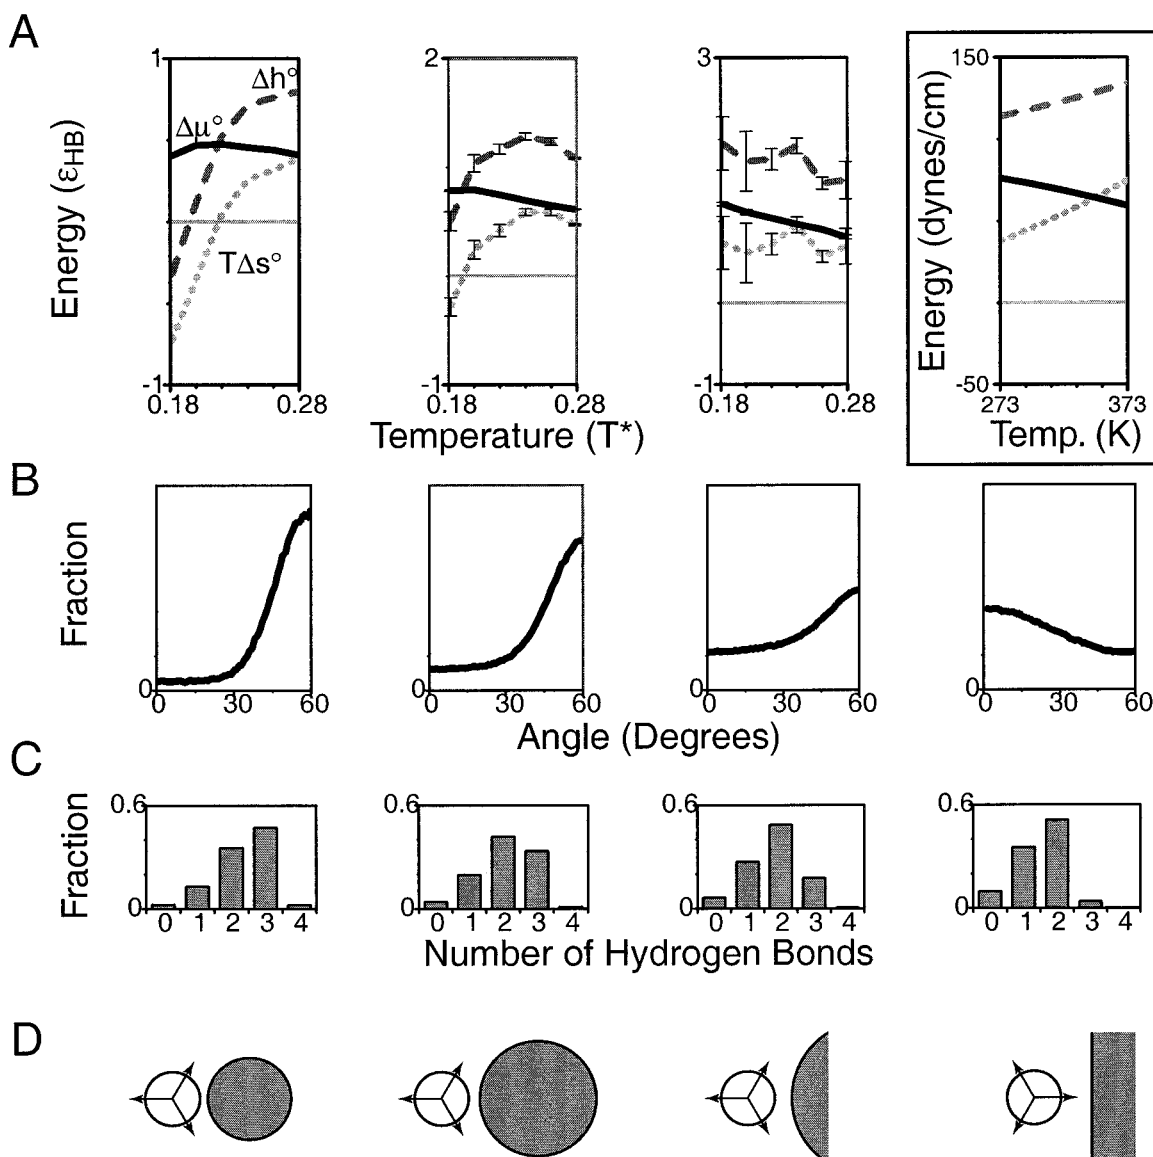 A
1 2 3 150
Energy (εHB)
Δh°
Δμ°
TΔs°
Energy (dynes/cm)
-1 -1 -1 -50
0.18 0.28 0.18 0.28 0.18 0.28 273 373
Temperature (T*) Temp. (K)
B
Fraction
0 0 0 0
0 30 60 0 30 60 0 30 60 0 30 60
Angle (Degrees)
C
Fraction
0.6 0.6 0.6 0.6
0 0 0 0
0 1 2 3 4 0 1 2 3 4 0 1 2 3 4 0 1 2 3 4
Number of Hydrogen Bonds
D